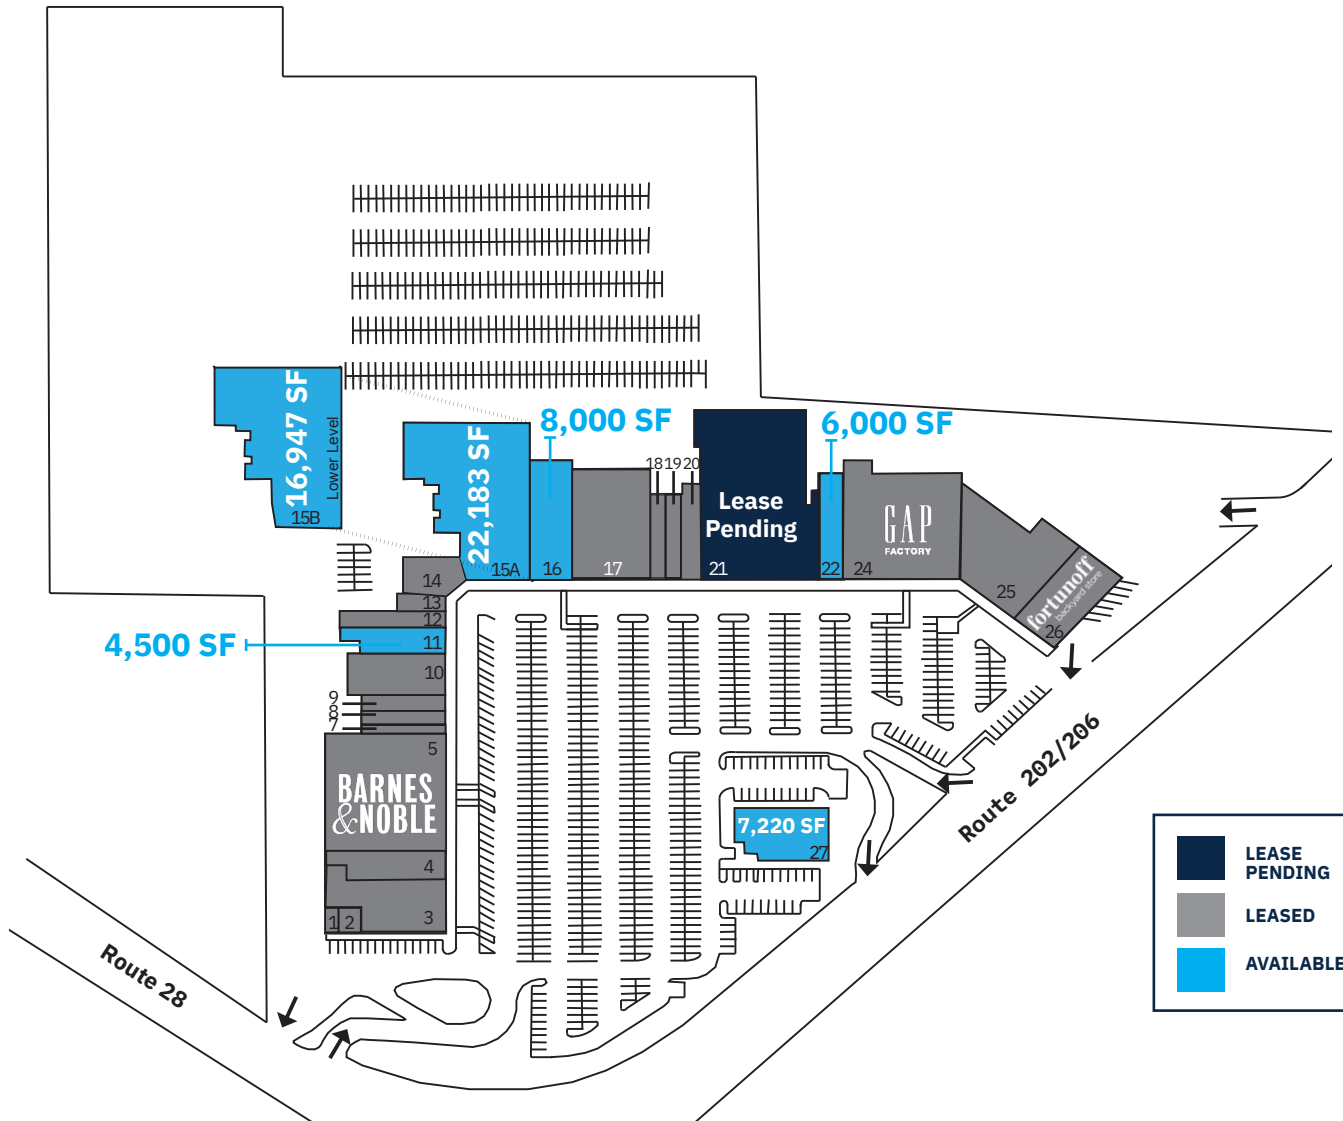 16,947 SF
Lower Level
15B
22,183 SF
15A
8,000 SF
16
17
18
19
20
Lease
Pending
21
6,000 SF
22
GAP
FACTORY
24
25
fortunoff
backyard store
26
14
13
12
4,500 SF
11
10
9
8
7
5
BARNES
&NOBLE
4
3
1
2
7,220 SF
27
Route 202/206
Route 28
LEASE
PENDING
LEASED
AVAILABLE